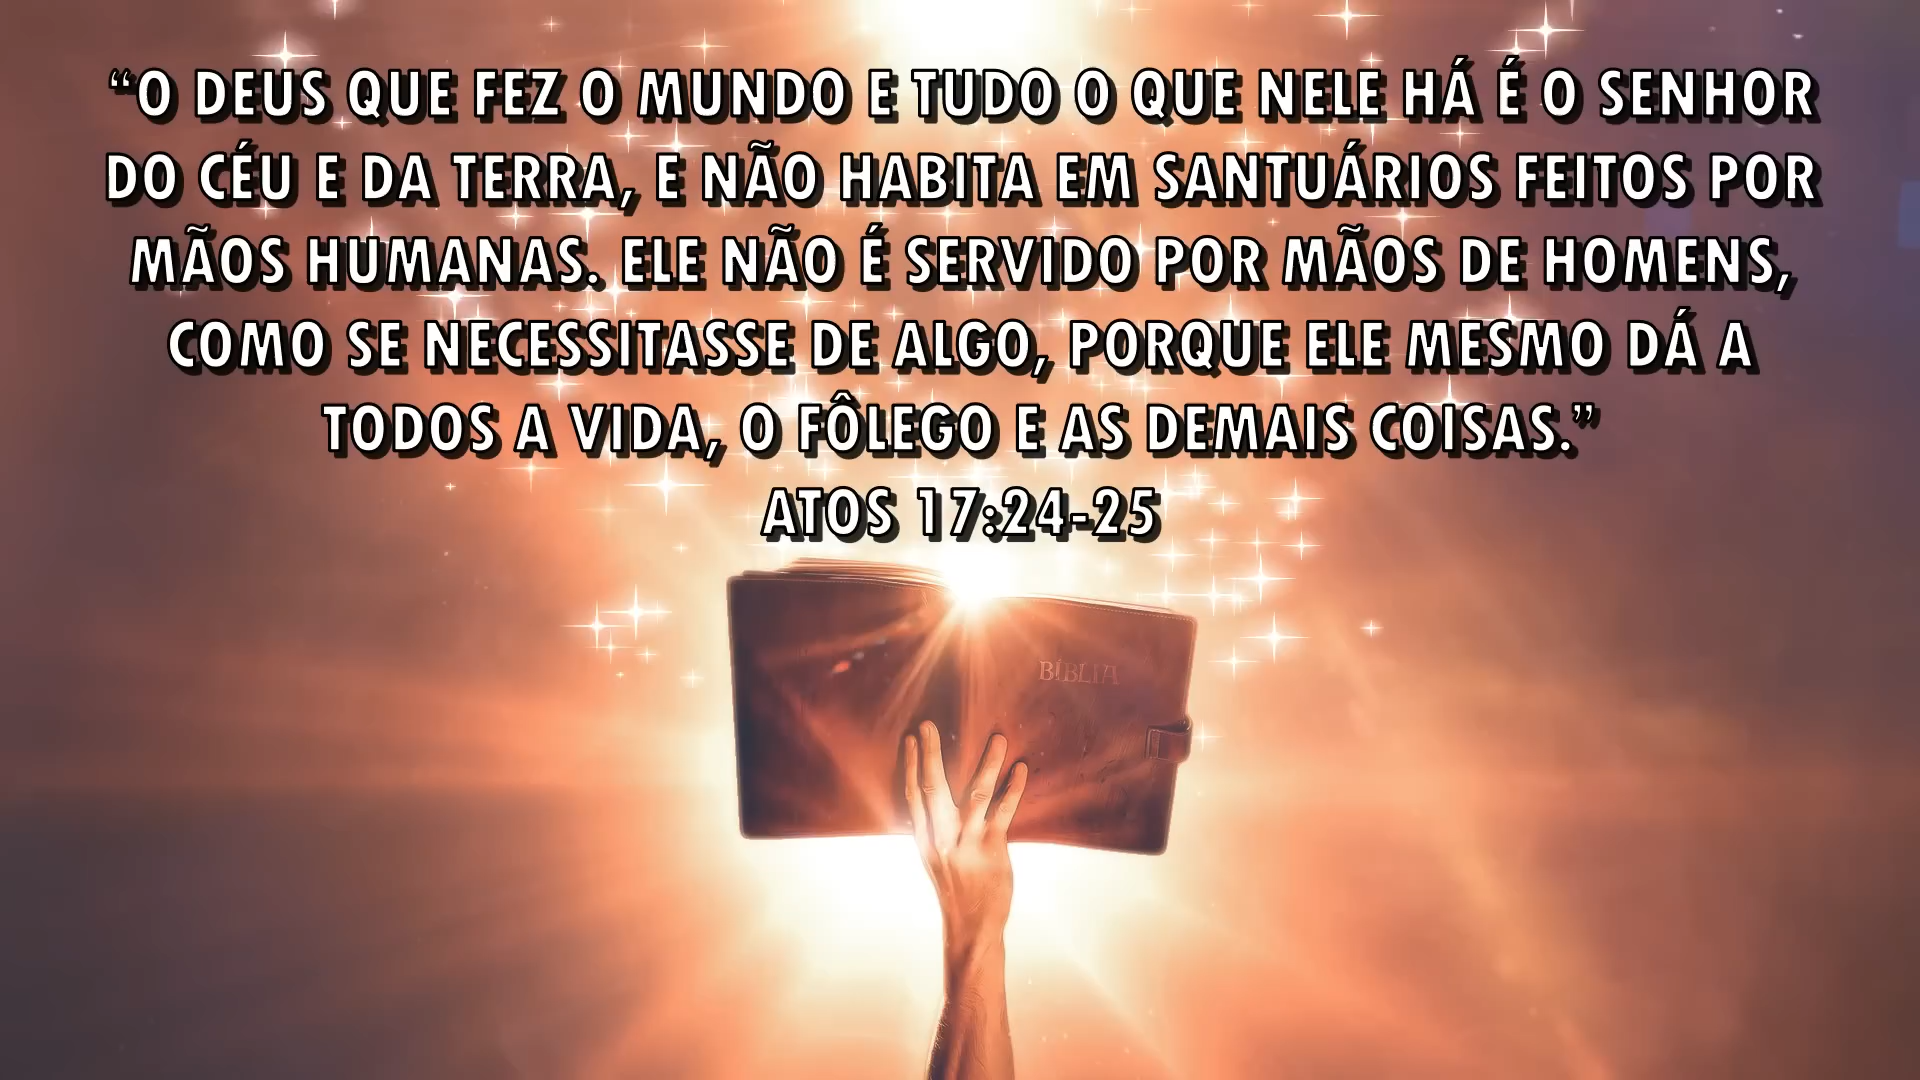 “O DEUS QUE FEZ O MUNDO E TUDO O QUE NELE HÁ É O SENHOR
DO CÉU E DA TERRA, E NÃO HABITA EM SANTUÁRIOS FEITOS POR
MÃOS HUMANAS. ELE NÃO É SERVIDO POR MÃOS DE HOMENS,
COMO SE NECESSITASSE DE ALGO, PORQUE ELE MESMO DÁ A
TODOS A VIDA, O FÔLEGO E AS DEMAIS COISAS.”
ATOS 17:24-25
BÍBLIA